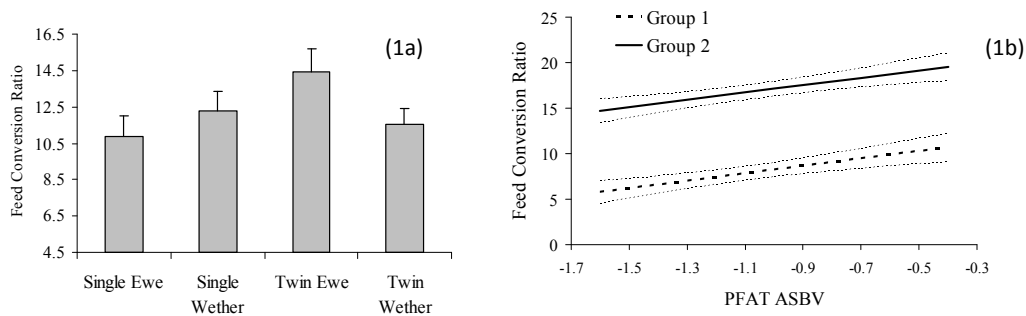 (1a)
Feed Conversion Ratio
16.5
14.5
12.5
10.5
8.5
6.5
4.5
Single Ewe
Single
Wether
Twin Ewe
Twin
Wether
(1b)
Group 1
Group 2
Feed Conversion Ratio
25
20
15
10
5
0
-1.7 -1.5 -1.3 -1.1 -0.9 -0.7 -0.5 -0.3
PFAT ASBV